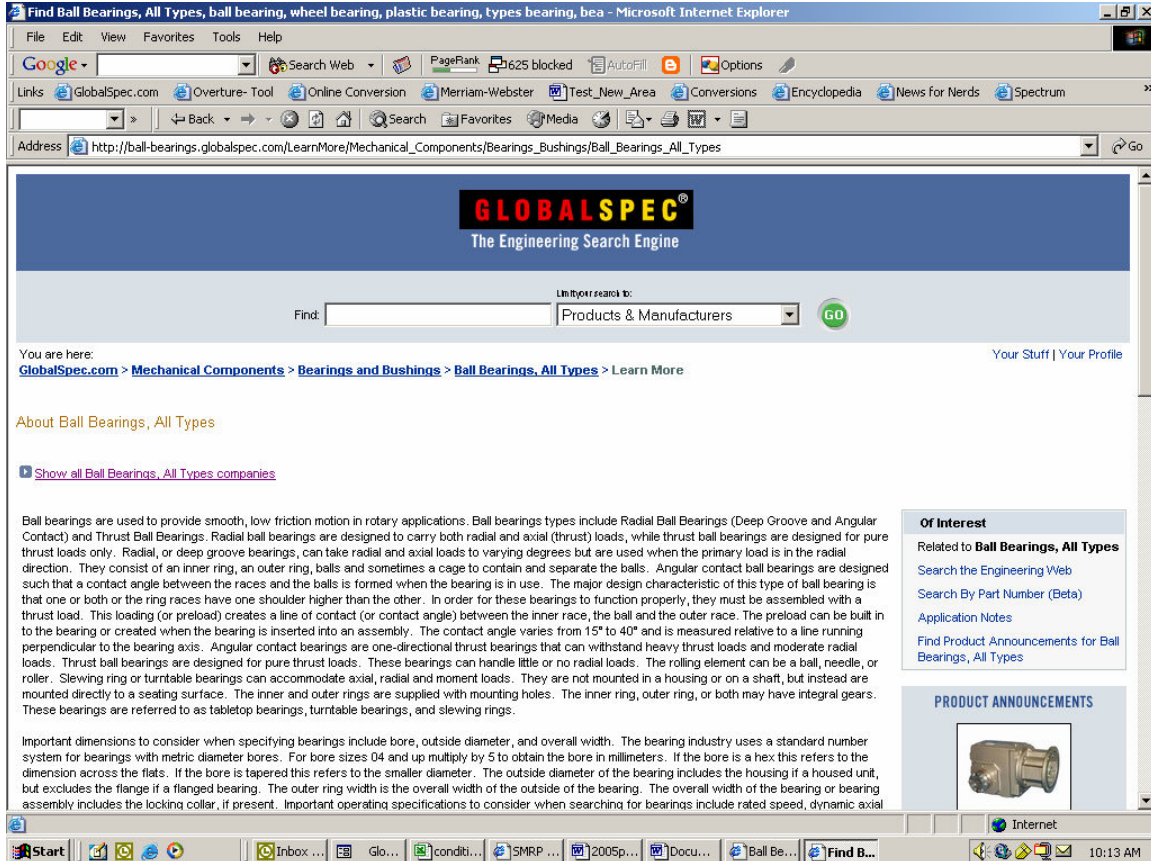 Find Ball Bearings, All Types, ball bearing, wheel bearing, plastic bearing, types bearing, bea - Microsoft Internet Explorer
File Edit View Favorites Tools Help
Google Search Web PageRank 625 blocked AutoFill Options
Links GlobalSpec.com Overture- Tool Online Conversion Merriam-Webster Test_New_Area Conversions Encyclopedia News for Nerds Spectrum
Back Search Favorites Media
Address http://ball-bearings.globalspec.com/LearnMore/Mechanical_Components/Bearings_Bushings/Ball_Bearings_All_Types Go
GLOBALSPEC®
The Engineering Search Engine
Limit your search to:
Find: Products & Manufacturers GO
You are here: Your Stuff | Your Profile
GlobalSpec.com > Mechanical Components > Bearings and Bushings > Ball Bearings, All Types > Learn More
About Ball Bearings, All Types
Show all Ball Bearings, All Types companies
Ball bearings are used to provide smooth, low friction motion in rotary applications. Ball bearings types include Radial Ball Bearings (Deep Groove and Angular
Contact) and Thrust Ball Bearings. Radial ball bearings are designed to carry both radial and axial (thrust) loads, while thrust ball bearings are designed for pure
thrust loads only. Radial, or deep groove bearings, can take radial and axial loads to varying degrees but are used when the primary load is in the radial
direction. They consist of an inner ring, an outer ring, balls and sometimes a cage to contain and separate the balls. Angular contact ball bearings are designed
such that a contact angle between the races and the balls is formed when the bearing is in use. The major design characteristic of this type of ball bearing is
that one or both or the ring races have one shoulder higher than the other. In order for these bearings to function properly, they must be assembled with a
thrust load. This loading (or preload) creates a line of contact (or contact angle) between the inner race, the ball and the outer race. The preload can be built in
to the bearing or created when the bearing is inserted into an assembly. The contact angle varies from 15° to 40° and is measured relative to a line running
perpendicular to the bearing axis. Angular contact bearings are one-directional thrust bearings that can withstand heavy thrust loads and moderate radial
loads. Thrust ball bearings are designed for pure thrust loads. These bearings can handle little or no radial loads. The rolling element can be a ball, needle, or
roller. Slewing ring or turntable bearings can accommodate axial, radial and moment loads. They are not mounted in a housing or on a shaft, but instead are
mounted directly to a seating surface. The inner and outer rings are supplied with mounting holes. The inner ring, outer ring, or both may have integral gears.
These bearings are referred to as tabletop bearings, turntable bearings, and slewing rings.
Important dimensions to consider when specifying bearings include bore, outside diameter, and overall width. The bearing industry uses a standard number
system for bearings with metric diameter bores. For bore sizes 04 and up multiply by 5 to obtain the bore in millimeters. If the bore is a hex this refers to the
dimension across the flats. If the bore is tapered this refers to the smaller diameter. The outside diameter of the bearing includes the housing if a housed unit,
but excludes the flange if a flanged bearing. The outer ring width is the overall width of the outside of the bearing. The overall width of the bearing or bearing
assembly includes the locking collar, if present. Important operating specifications to consider when searching for bearings include rated speed, dynamic axial
Of Interest
Related to Ball Bearings, All Types
Search the Engineering Web
Search By Part Number (Beta)
Application Notes
Find Product Announcements for Ball
Bearings, All Types
PRODUCT ANNOUNCEMENTS
Internet
Start Inbox ... Glo... conditi... SMRP ... 2005p... Docu... Ball Be... Find B... 10:13 AM